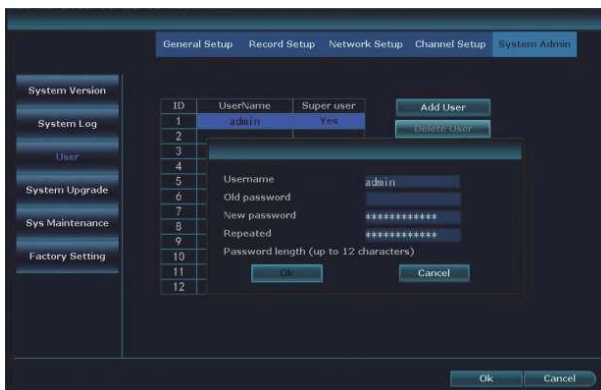 General Setup Record Setup Network Setup Channel Setup System Admin
System Version
System Log
User
System Upgrade
Sys Maintenance
Factory Setting
ID UserName Super user
1 admin Yes
2
3
4
5
6
7
8
9
10
11
12
Add User
Delete User
Username admin
Old password
New password ************
Repeated ************
Password length (up to 12 characters)
Ok Cancel
Ok Cancel